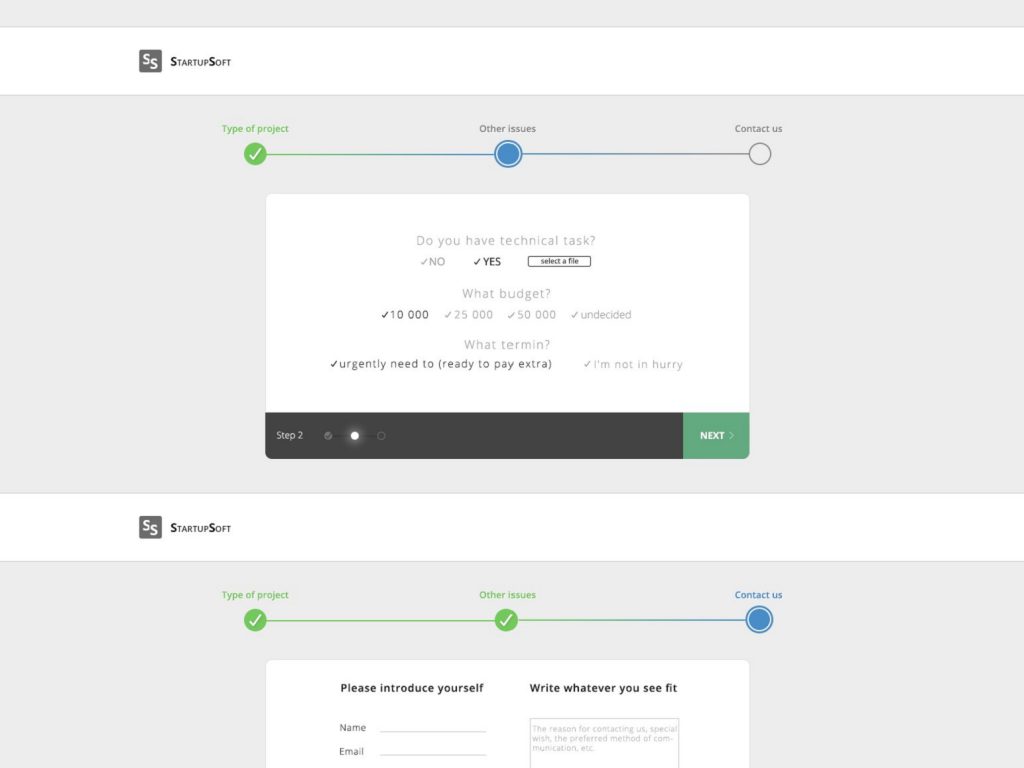 SS STARTUPSOFT
Type of project Other issues Contact us
Do you have technical task?
✓NO ✓YES select a file
What budget?
✓10 000 ✓25 000 ✓50 000 ✓undecided
What termin?
✓urgently need to (ready to pay extra) ✓I'm not in hurry
Step 2 NEXT >
SS STARTUPSOFT
Type of project Other issues Contact us
Please introduce yourself Write whatever you see fit
Name
Email
The reason for contacting us, special
wish, the preferred method of com-
munication, etc.